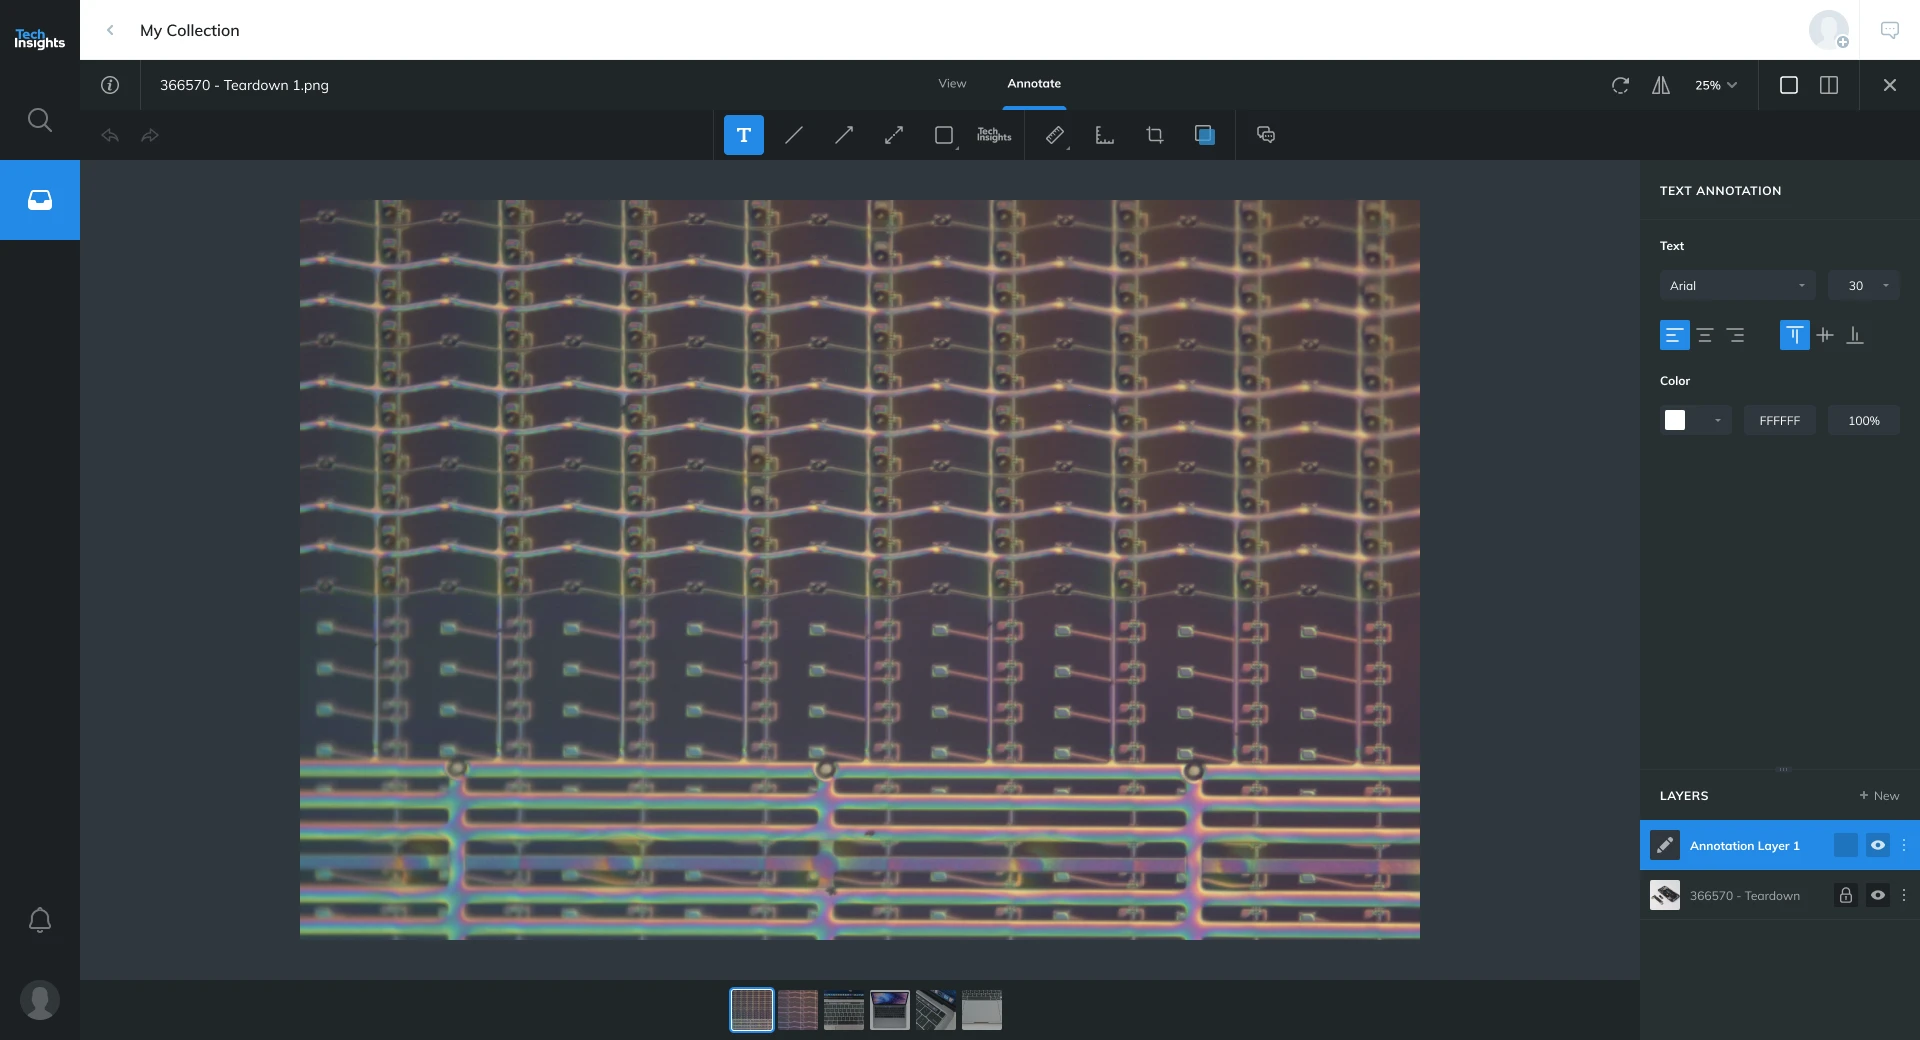 Tech
Insights
My Collection
366570 - Teardown 1.png
View
Annotate
25%
T
Tech
Insights
TEXT ANNOTATION
Text
Arial
30
Color
FFFFFF
100%
LAYERS
+ New
Annotation Layer 1
366570 - Teardown